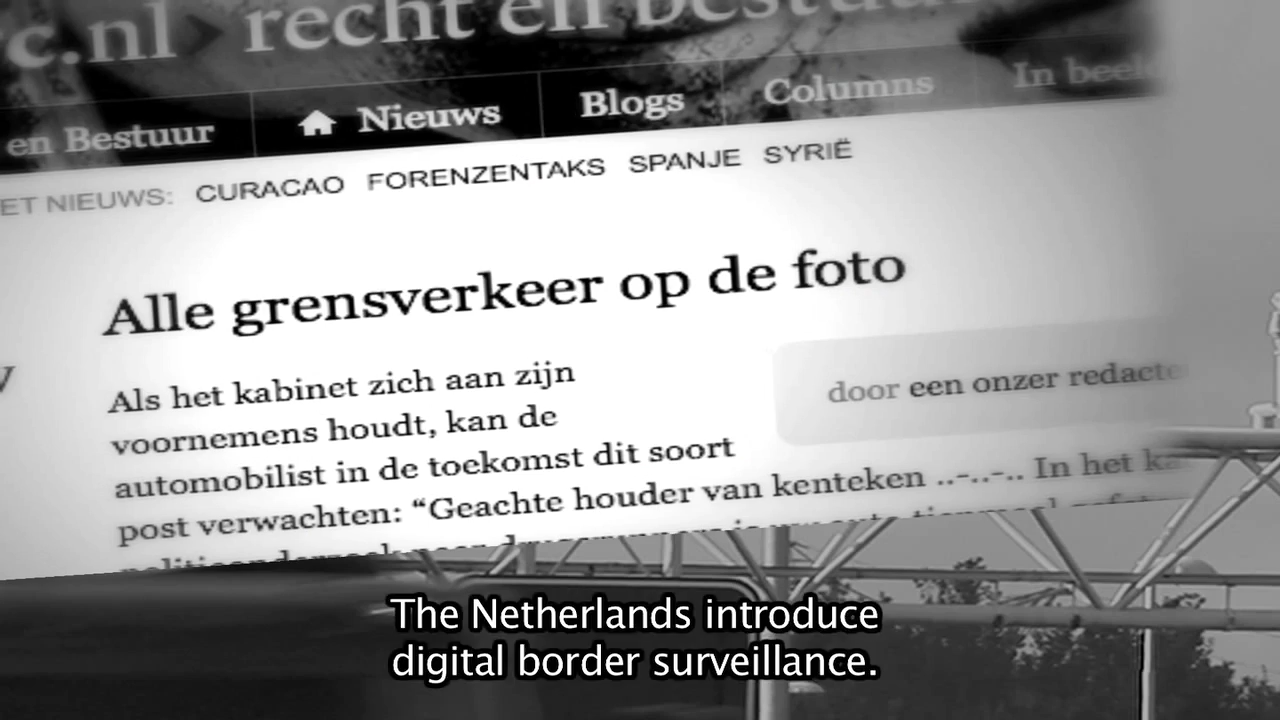 c.nl recht en bestuur
en Bestuur Nieuws Blogs Columns In beel
ET NIEUWS: CURACAO FORENZENTAKS SPANJE SYRIË
Alle grensverkeer op de foto
Als het kabinet zich aan zijn
door een onzer redacte
voornemens houdt, kan de
automobilist in de toekomst dit soort
post verwachten: “Geachte houder van kenteken ..-..-.. In het ka
The Netherlands introduce
digital border surveillance.